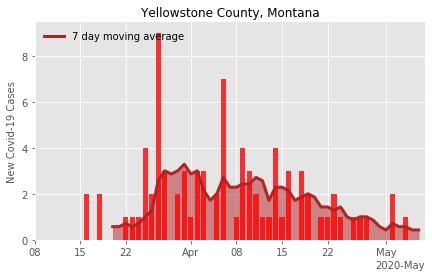 Yellowstone County, Montana
7 day moving average
New Covid-19 Cases
8
6
4
2
0
08
15
22
Apr
08
15
22
May
2020-May